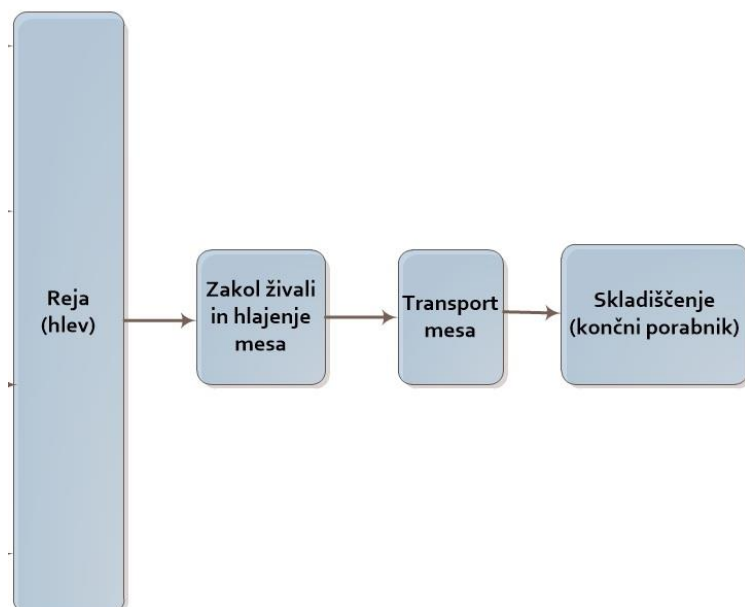 Reja
(hlev)
Zakol živali
in hlajenje
mesa
Transport
mesa
Skladiščenje
(končni porabnik)